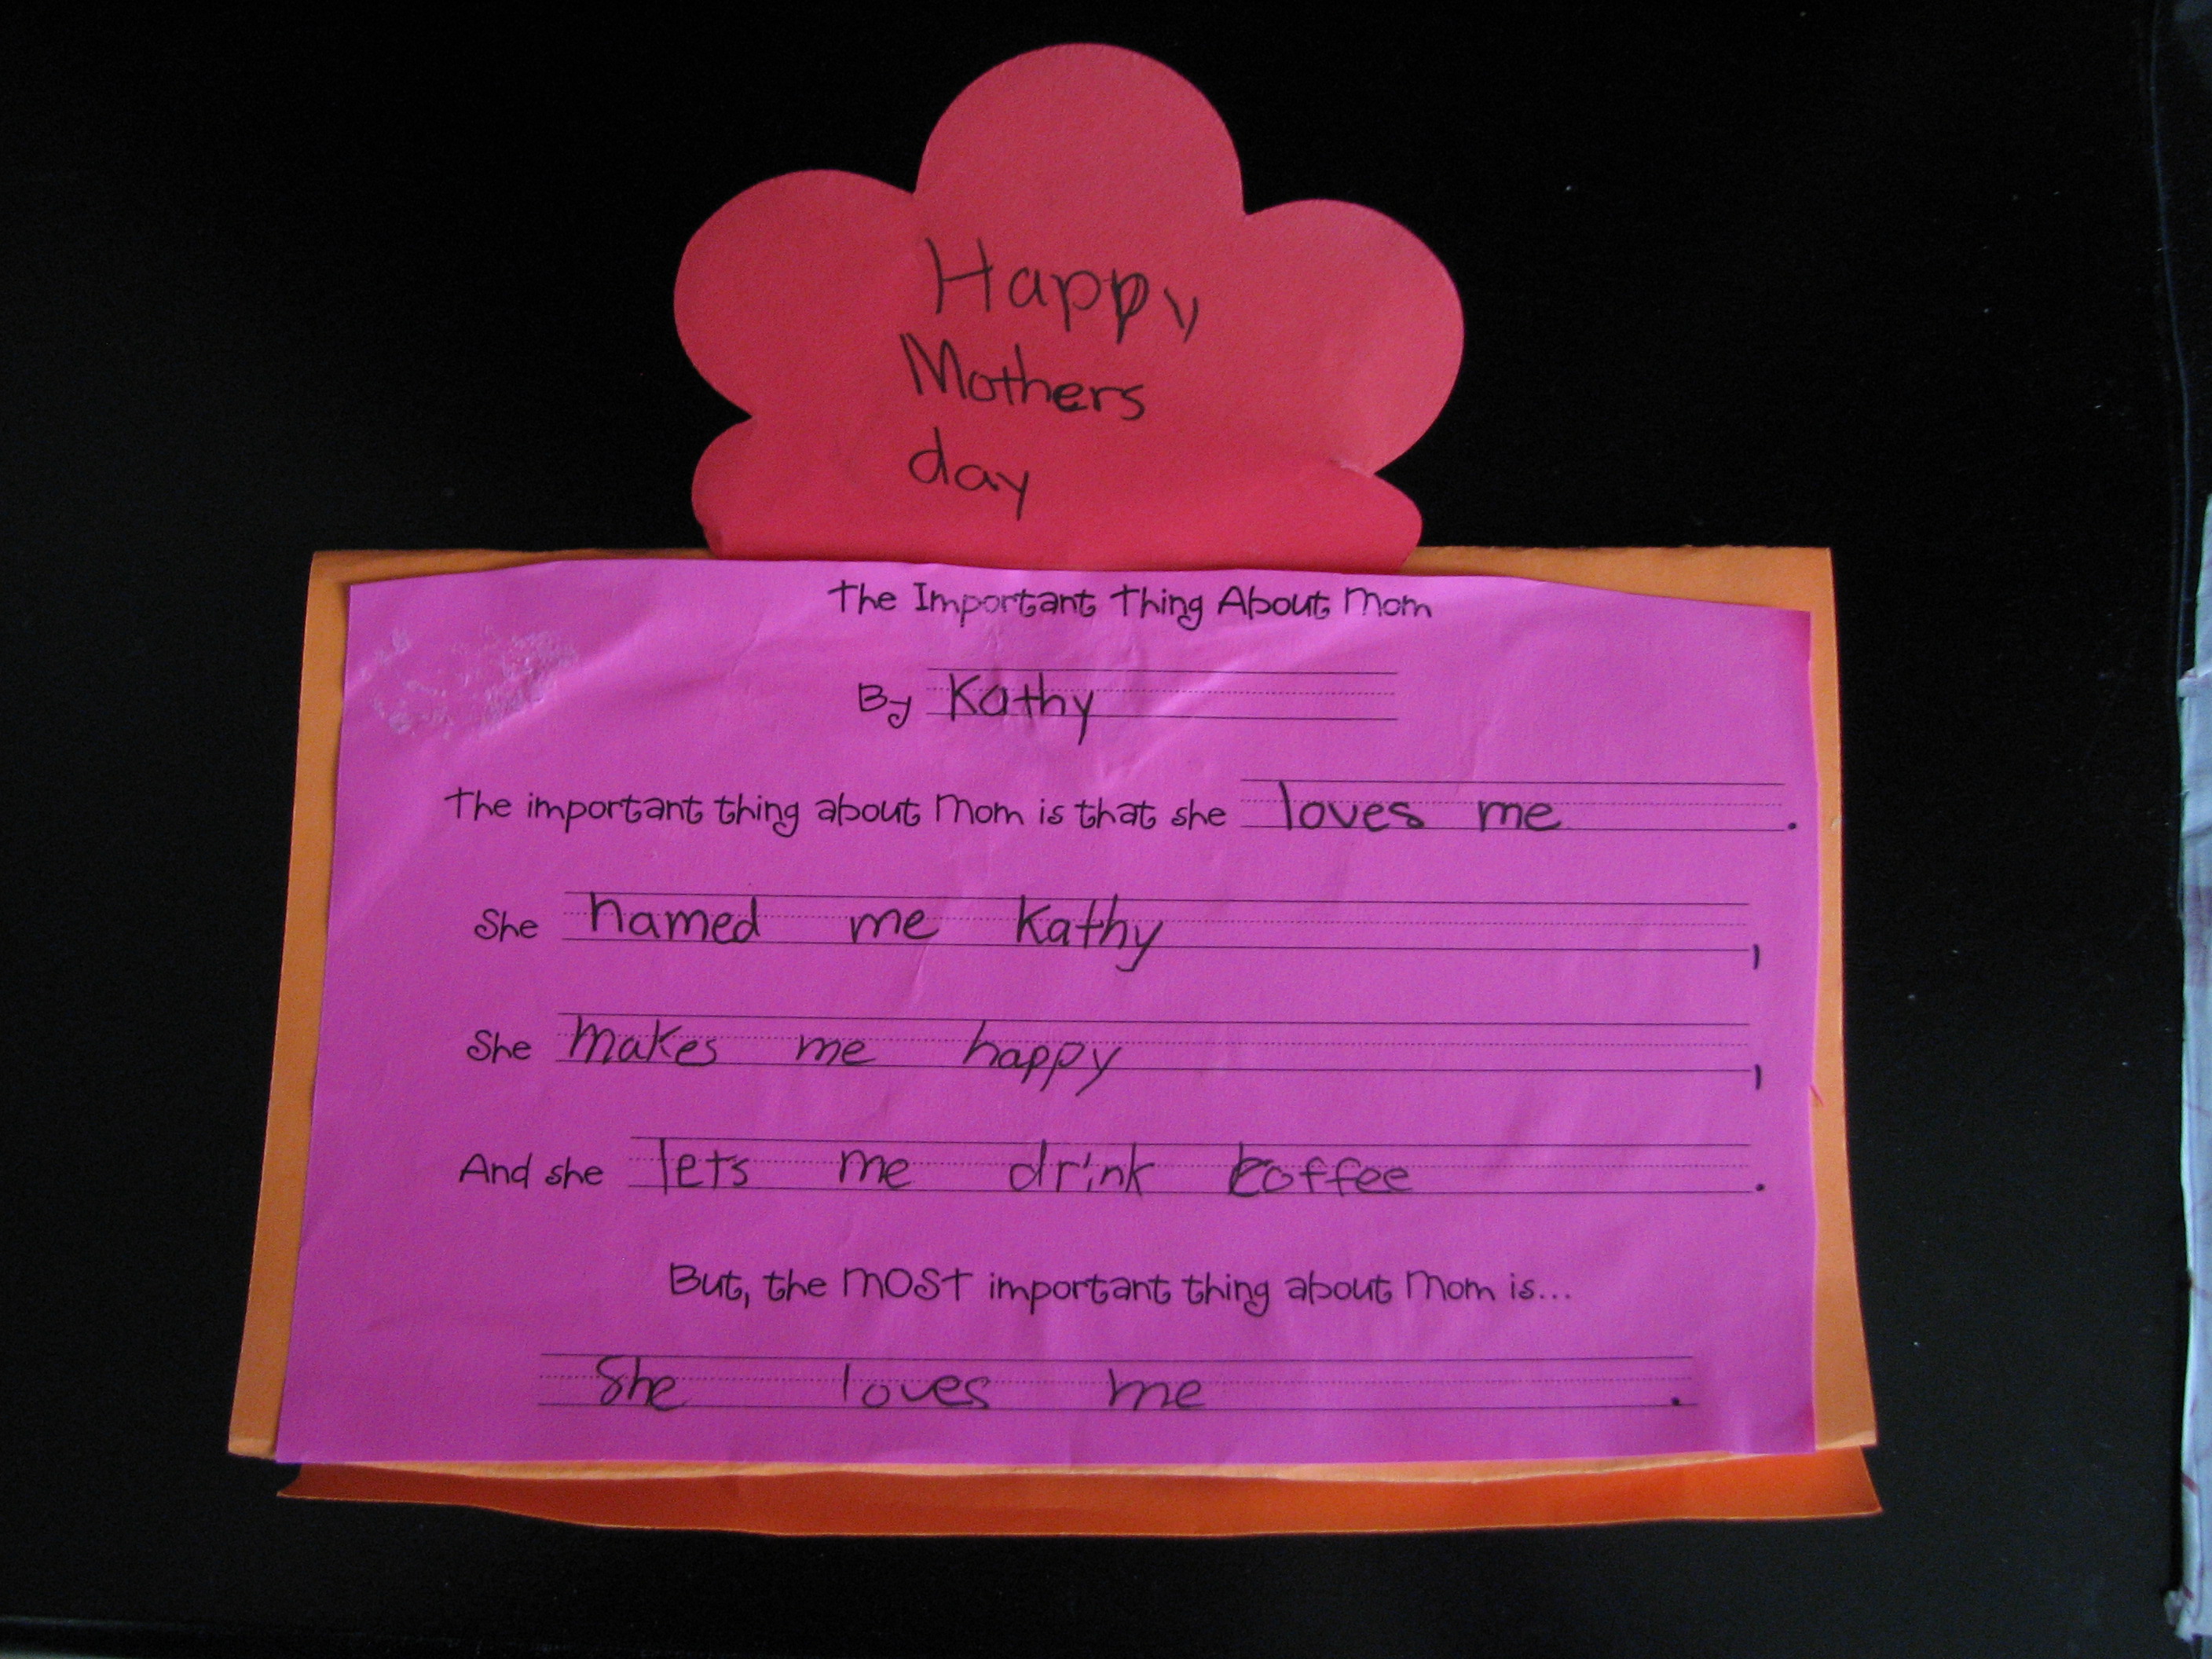 Happy
Mothers
day
The Important Thing About Mom
By Kathy
The important thing about Mom is that she loves me.
She named me Kathy,
She makes me happy,
And she lets me drink coffee.
But, the MOST important thing about Mom is...
She loves me.